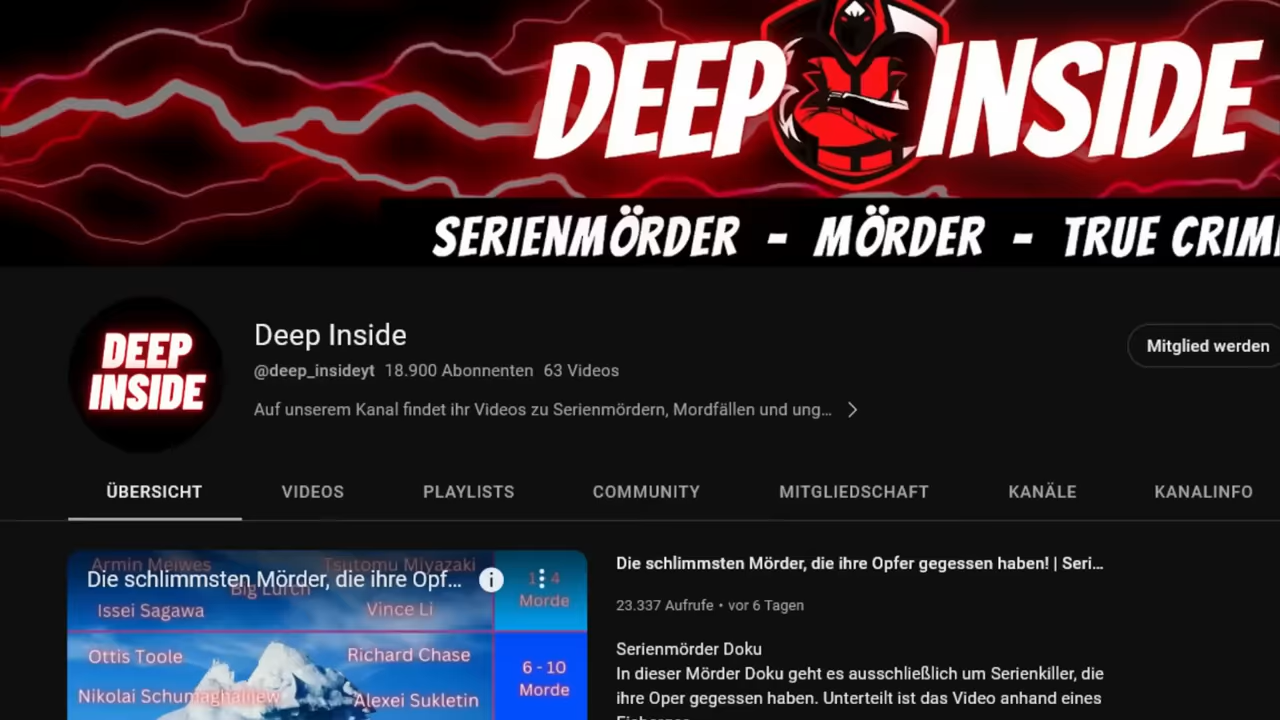 DEEP INSIDE
SERIENMÖRDER - MÖRDER - TRUE CRIM
DEEP
INSIDE
Deep Inside
@deep_insideyt 18.900 Abonnenten 63 Videos
Auf unserem Kanal findet ihr Videos zu Serienmördern, Mordfällen und ung...
Mitglied werden
ÜBERSICHT VIDEOS PLAYLISTS COMMUNITY MITGLIEDSCHAFT KANÄLE KANALINFO
Armin Meiwes Tsutomu Miyazaki
Die schlimmsten Mörder, die ihre Opf...
Big Lurch
Issei Sagawa Vince Li
Morde
Ottis Toole Richard Chase
6 - 10
Morde
Alexei Sukletin
Die schlimmsten Mörder, die ihre Opfer gegessen haben! | Seri...
23.337 Aufrufe • vor 6 Tagen
Serienmörder Doku
In dieser Mörder Doku geht es ausschließlich um Serienkiller, die
ihre Oper gegessen haben. Unterteilt ist das Video anhand eines